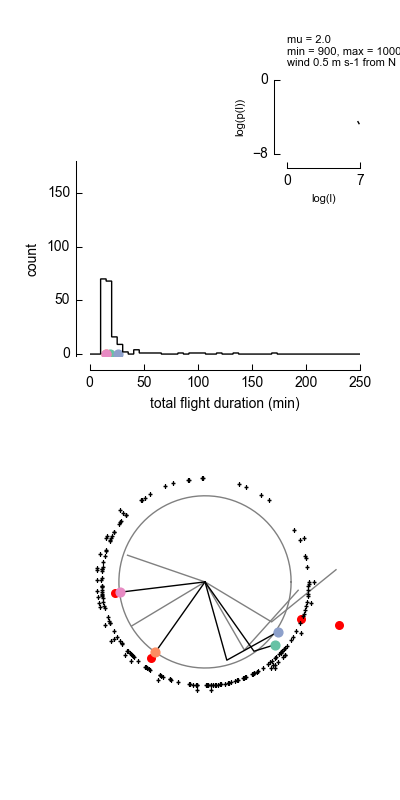 mu = 2.0
min = 900, max = 1000
wind 0.5 m s-1 from N
0
log(p(l))
−8
0 7
log(l)
150
100
count
50
0
0 50 100 150 200 250
total flight duration (min)